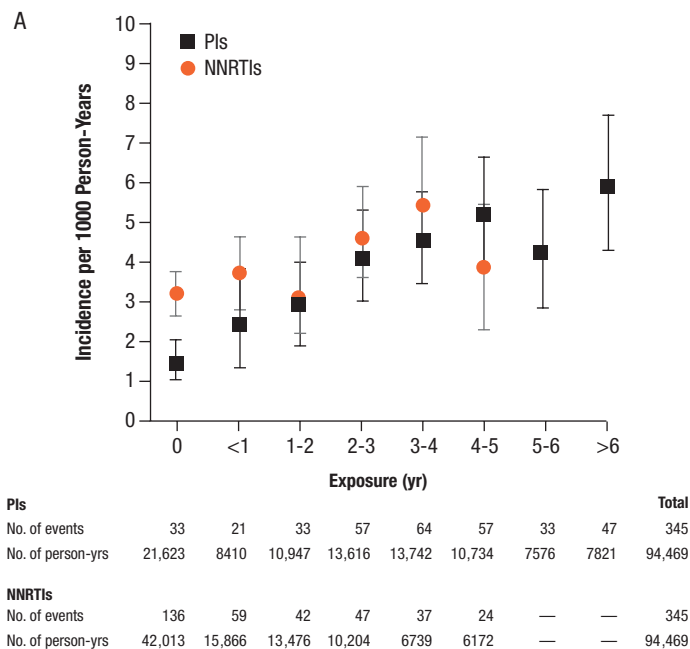 A
Incidence per 1000 Person-Years
10
9
8
7
6
5
4
3
2
1
0
PIs
NNRTIs
0 <1 1-2 2-3 3-4 4-5 5-6 >6
Exposure (yr)
PIs Total
No. of events 33 21 33 57 64 57 33 47 345
No. of person-yrs 21,623 8410 10,947 13,616 13,742 10,734 7576 7821 94,469
NNRTIs
No. of events 136 59 42 47 37 24 — — 345
No. of person-yrs 42,013 15,866 13,476 10,204 6739 6172 — — 94,469